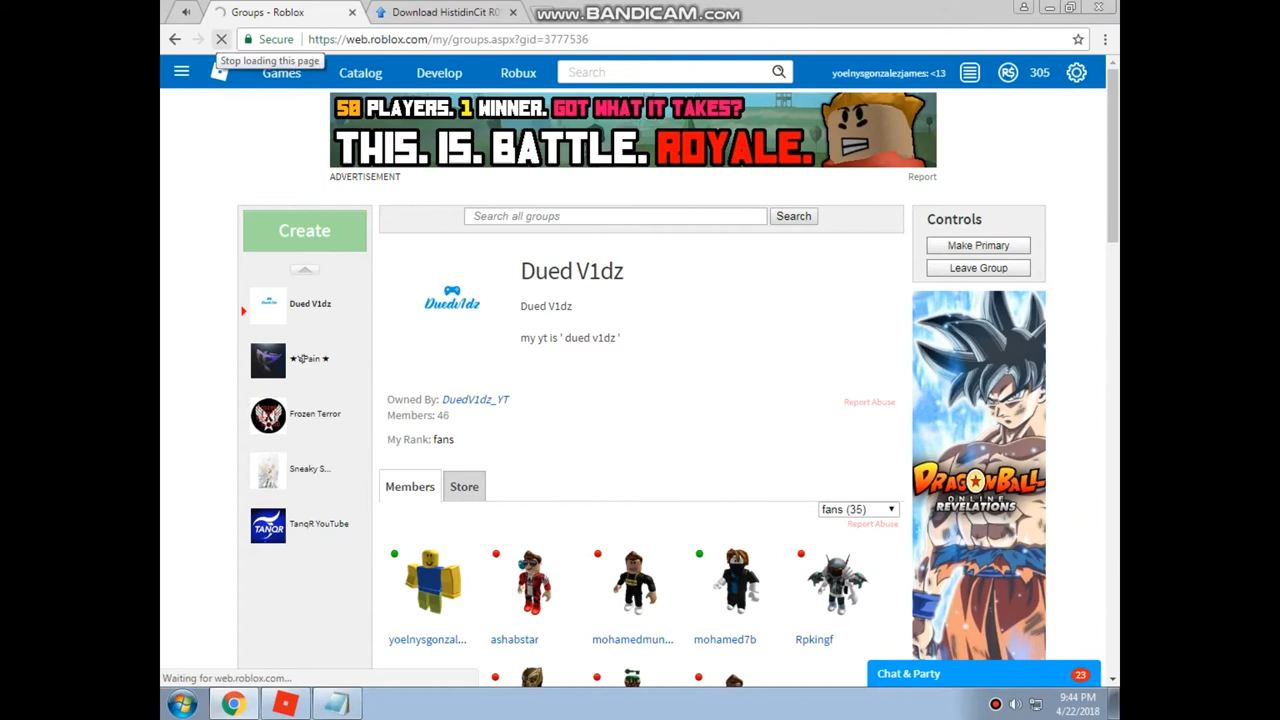 Groups - Roblox
Download HistidinCit R0
www.BANDICAM.com
Secure
https://web.roblox.com/my/groups.aspx?gid=3777536
Stop loading this page
Games
Catalog
Develop
Robux
Search
yoelnysgonzalezjames: <13
R$
305
50 PLAYERS. 1 WINNER. GOT WHAT IT TAKES?
THIS. IS. BATTLE. ROYALE.
ADVERTISEMENT
Report
Create
Search all groups
Search
Controls
Make Primary
Leave Group
Dued V1dz
Duedv1dz
Dued V1dz
my yt is ' dued v1dz '
Dued V1dz
Pain ★
Frozen Terror
Sneaky S...
TANQR
TanqR YouTube
Owned By: DuedV1dz_YT
Members: 46
My Rank: fans
Report Abuse
Members
Store
fans (35)
Report Abuse
yoelnysgonzal...
ashabstar
mohamedmun...
mohamed7b
Rpkingf
DRAGON BALL
ONLINE
REVELATIONS
Waiting for web.roblox.com...
Chat & Party
23
9:44 PM
4/22/2018